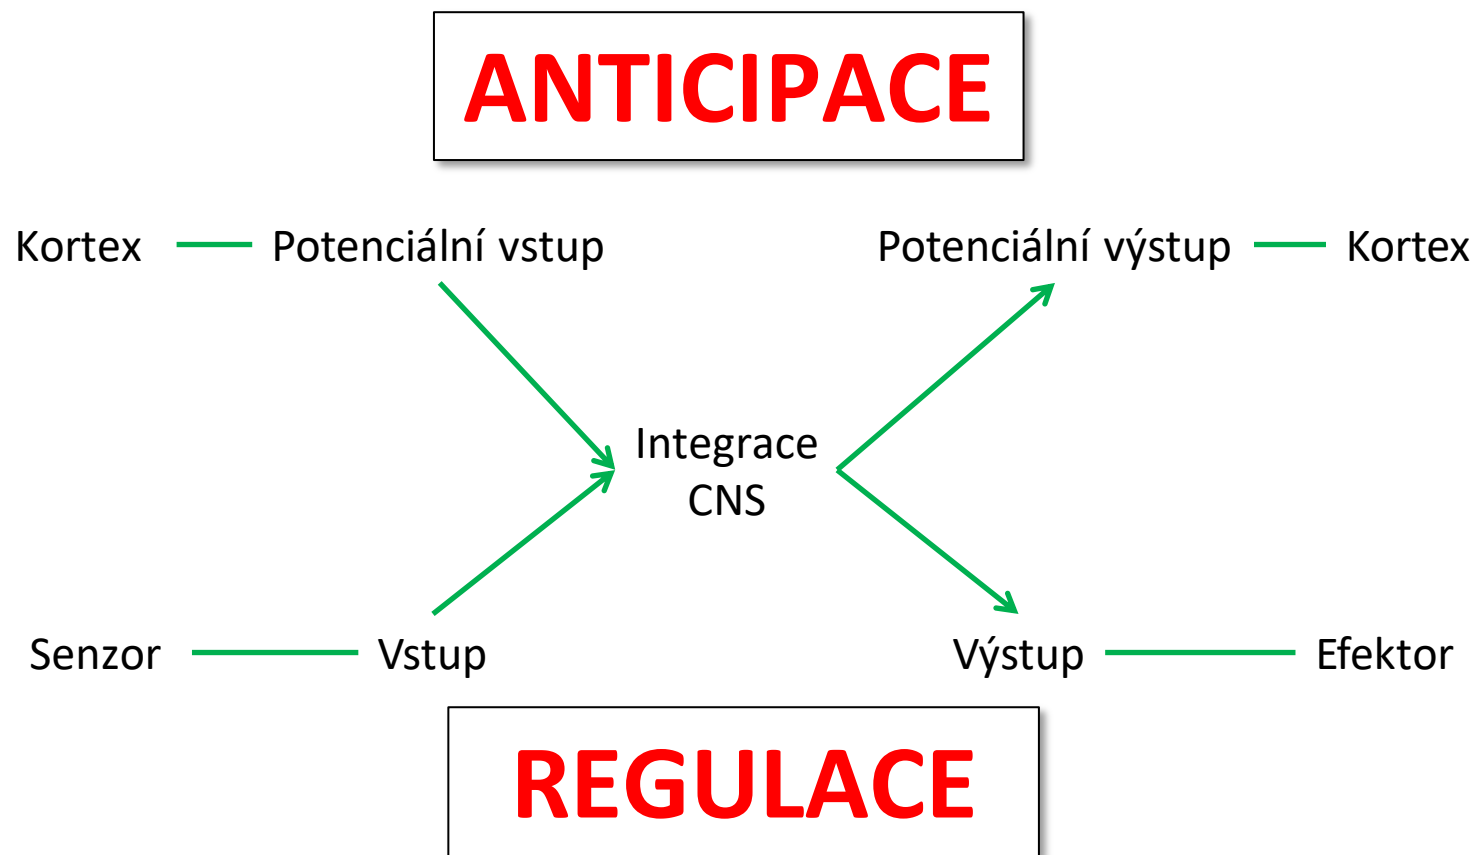 ANTICIPACE
Kortex
Potenciální vstup
Potenciální výstup
Kortex
Integrace
CNS
Senzor
Vstup
Výstup
Efektor
REGULACE